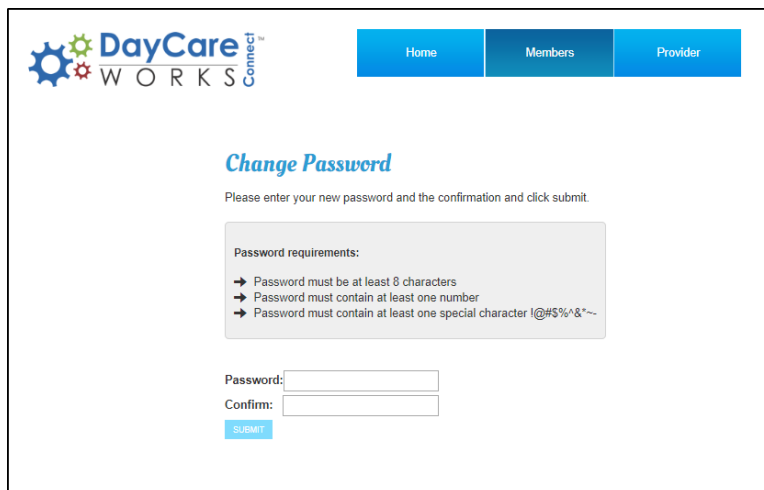 DayCare
WORKS
Connect™
Home Members Provider
Change Password
Please enter your new password and the confirmation and click submit.
Password requirements:
➔ Password must be at least 8 characters
➔ Password must contain at least one number
➔ Password must contain at least one special character !@#$%^&*~-
Password:
Confirm:
SUBMIT